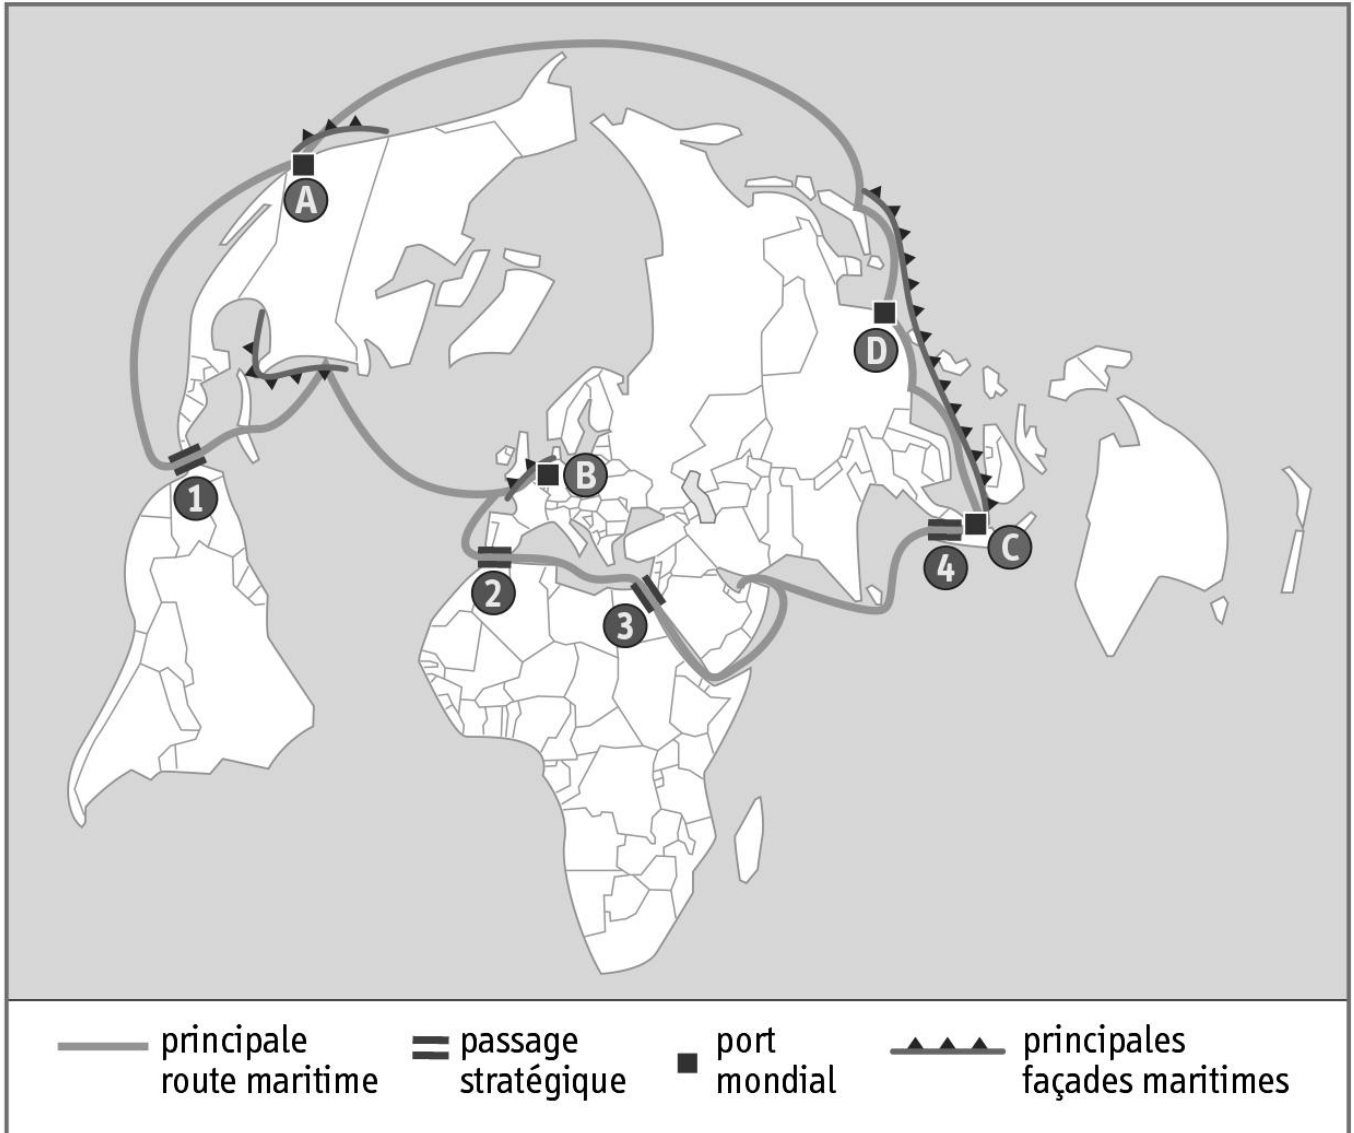 A
D
B
1
C
4
2
3
principale
route maritime
passage
stratégique
port
mondial
principales
façades maritimes